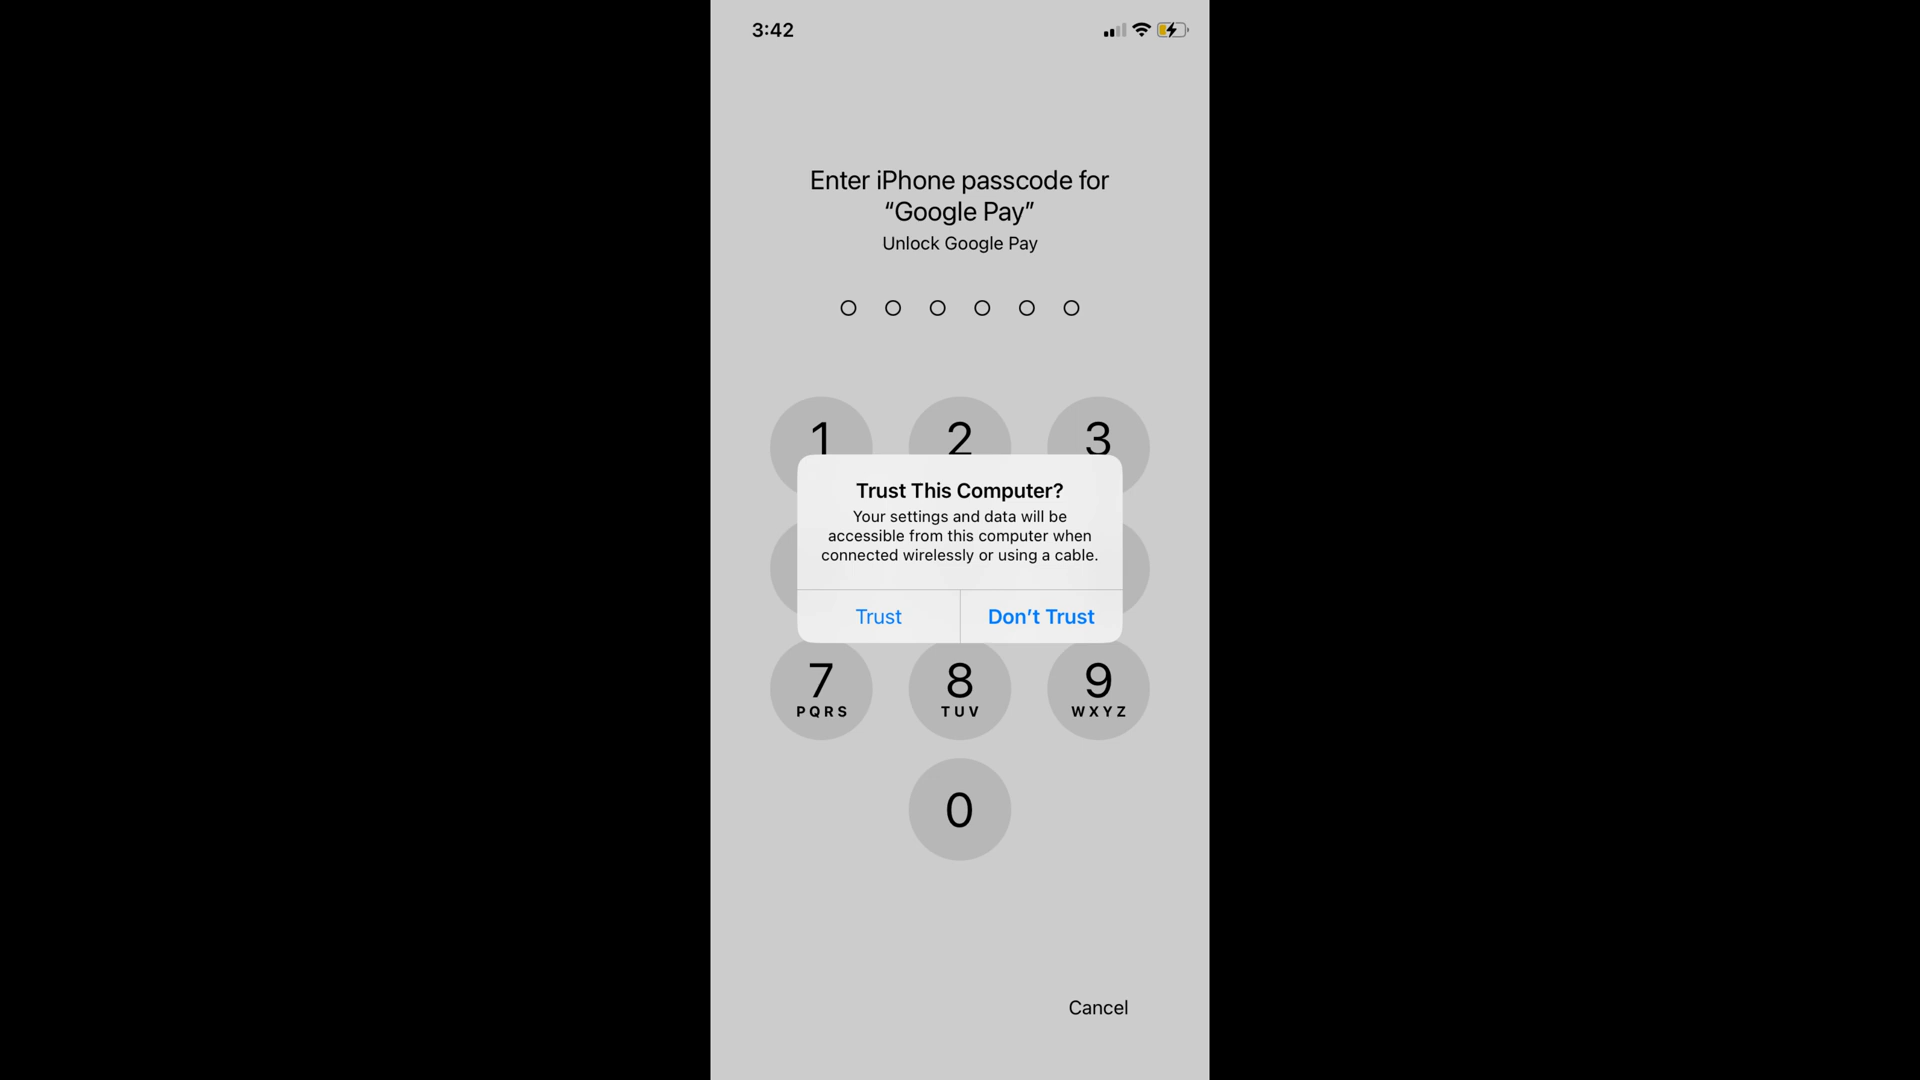 3:42
Enter iPhone passcode for
“Google Pay”
Unlock Google Pay
1
2
3
Trust This Computer?
Your settings and data will be
accessible from this computer when
connected wirelessly or using a cable.
Trust
Don’t Trust
7
8
9
PQRS
TUV
WXYZ
0
Cancel